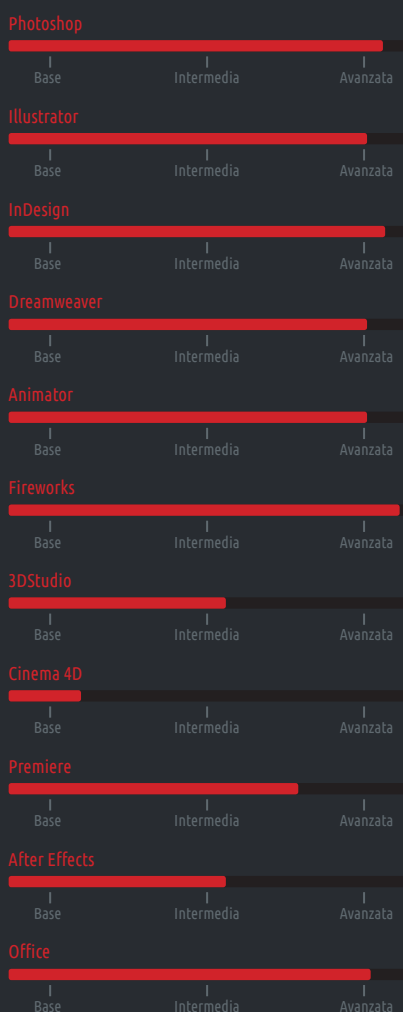 Photoshop
Base Intermedia Avanzata
Illustrator
Base Intermedia Avanzata
InDesign
Base Intermedia Avanzata
Dreamweaver
Base Intermedia Avanzata
Animator
Base Intermedia Avanzata
Fireworks
Base Intermedia Avanzata
3DStudio
Base Intermedia Avanzata
Cinema 4D
Base Intermedia Avanzata
Premiere
Base Intermedia Avanzata
After Effects
Base Intermedia Avanzata
Office
Base Intermedia Avanzata